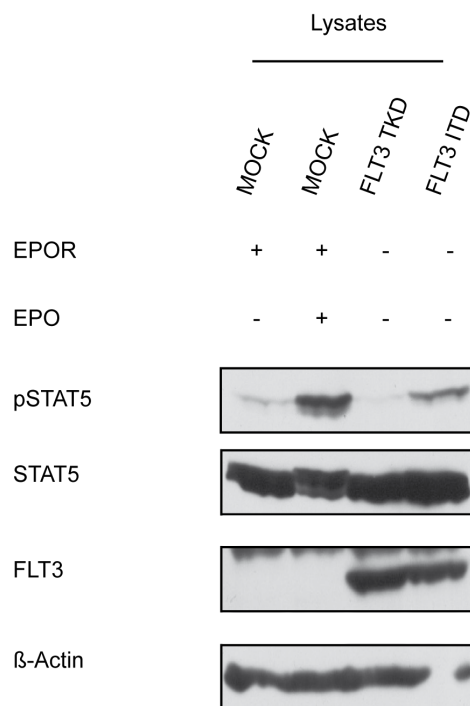 Lysates
MOCK MOCK FLT3 TKD FLT3 ITD
EPOR + + - -
EPO - + - -
pSTAT5
STAT5
FLT3
ß-Actin